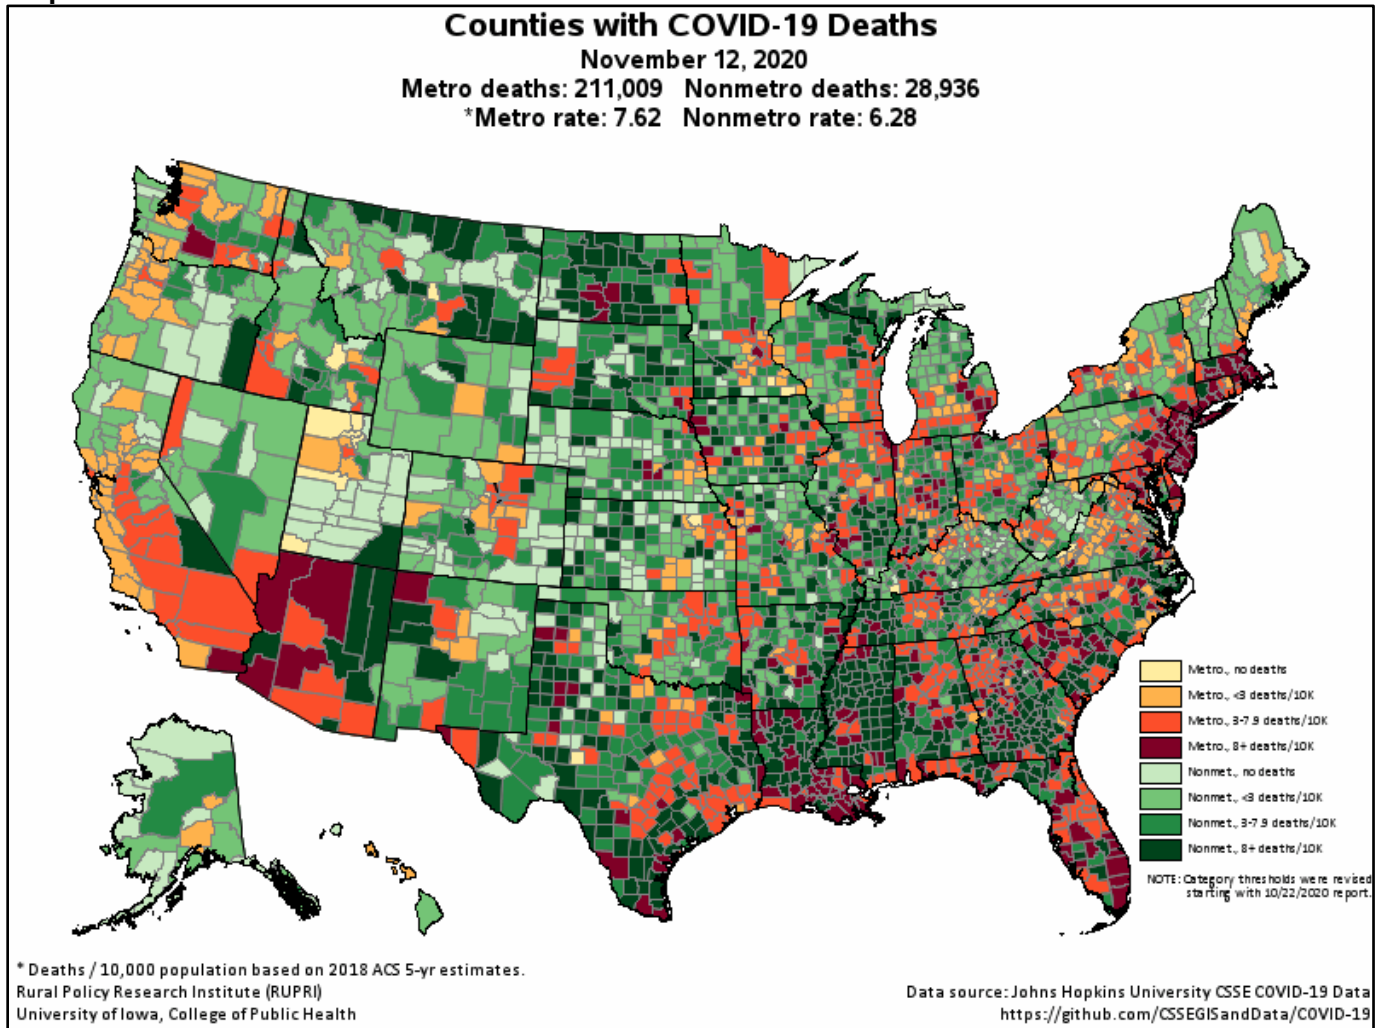 Counties with COVID-19 Deaths
November 12, 2020
Metro deaths: 211,009   Nonmetro deaths: 28,936
*Metro rate: 7.62   Nonmetro rate: 6.28
Metro., no deaths
Metro., <3 deaths/10K
Metro., 3-7.9 deaths/10K
Metro., 8+ deaths/10K
Nonmet., no deaths
Nonmet., <3 deaths/10K
Nonmet., 3-7.9 deaths/10K
Nonmet., 8+ deaths/10K
NOTE: Category thresholds were revised
starting with 10/22/2020 report.
* Deaths / 10,000 population based on 2018 ACS 5-yr estimates.
Rural Policy Research Institute (RUPRI)
University of Iowa, College of Public Health
Data source: Johns Hopkins University CSSE COVID-19 Data
https://github.com/CSSEGISandData/COVID-19